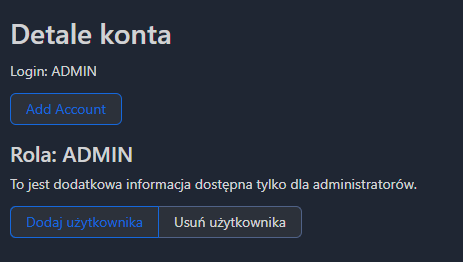 Detale konta
Login: ADMIN
Add Account
Rola: ADMIN
To jest dodatkowa informacja dostępna tylko dla administratorów.
Dodaj użytkownika Usuń użytkownika